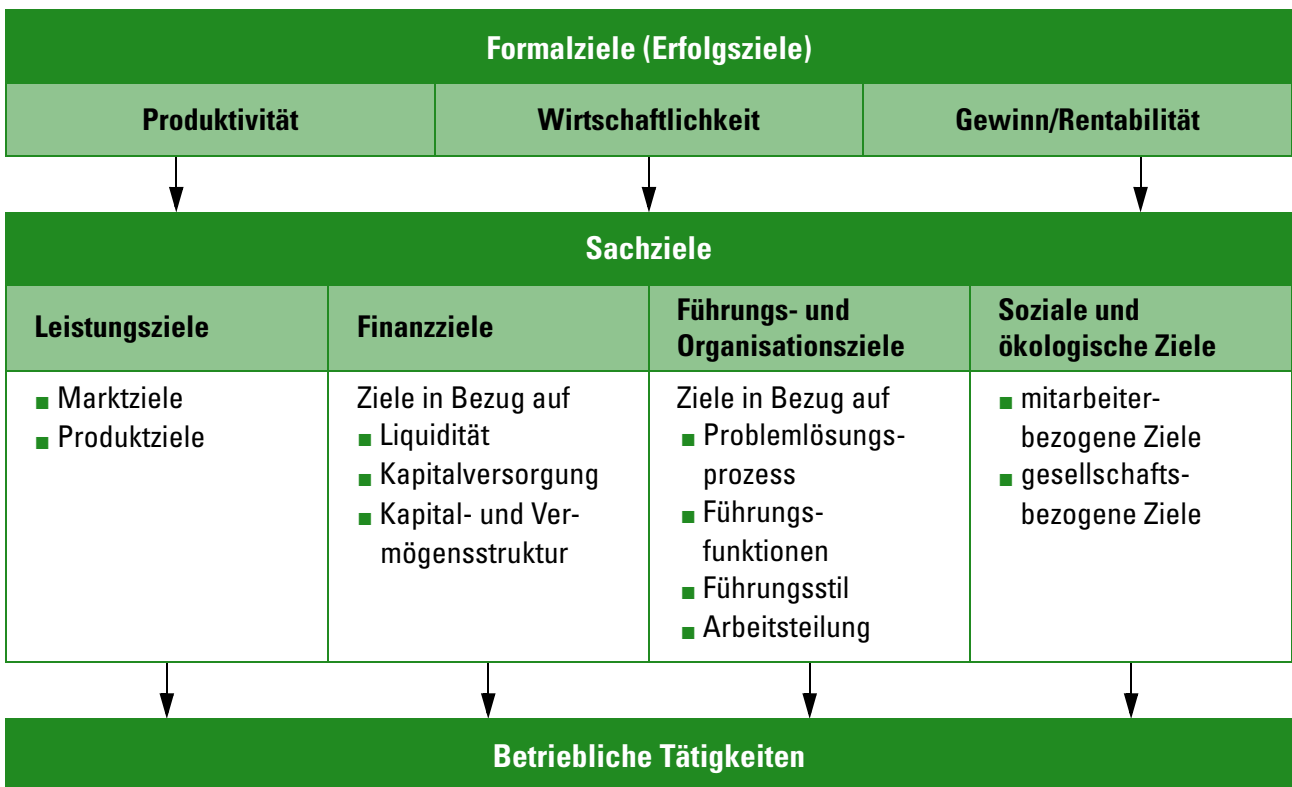 Formalziele (Erfolgsziele)
Produktivität
Wirtschaftlichkeit
Gewinn/Rentabilität
Sachziele
Leistungsziele
■ Marktziele
■ Produktziele
Finanzziele
Ziele in Bezug auf
■ Liquidität
■ Kapitalversorgung
■ Kapital- und Ver-
mögensstruktur
Führungs- und
Organisationsziele
Ziele in Bezug auf
■ Problemlösungs-
prozess
■ Führungs-
funktionen
■ Führungsstil
■ Arbeitsteilung
Soziale und
ökologische Ziele
■ mitarbeiter-
bezogene Ziele
■ gesellschafts-
bezogene Ziele
Betriebliche Tätigkeiten